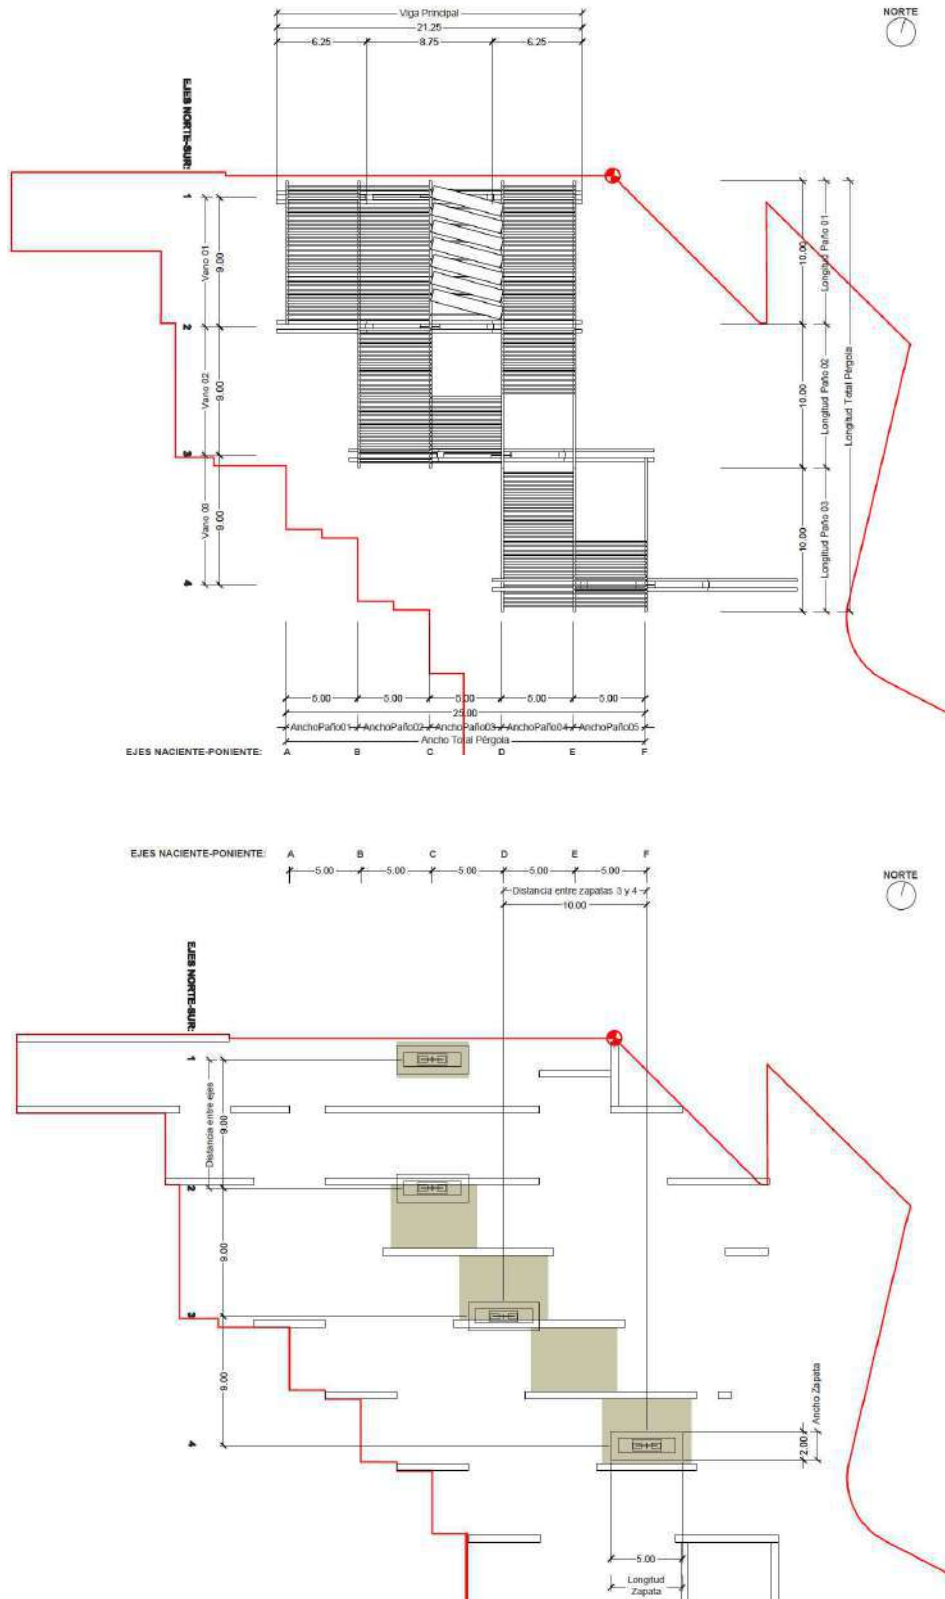 Viga Principal
21.25
6.25 8.75 6.25
NORTE
EJES NORTE-SUR:
1
Vano 01
9.00
2
Vano 02
9.00
3
Vano 03
9.00
4
10.00
Longitud Paño 01
10.00
Longitud Paño 02
10.00
Longitud Paño 03
Longitud Total Pérgola
5.00 5.00 5.00 5.00 5.00
25.00
AnchoPaño01 AnchoPaño02 AnchoPaño03 AnchoPaño04 AnchoPaño05
Ancho Total Pérgola
EJES NACIENTE-PONIENTE: A B C D E F
EJES NACIENTE-PONIENTE: A B C D E F
5.00 5.00 5.00 5.00 5.00
Distancia entre zapatas 3 y 4
10.00
NORTE
EJES NORTE-SUR:
1
Distancia entre ejes
9.00
2
9.00
3
9.00
4
2.00
Ancho Zapata
5.00
Longitud
Zapata